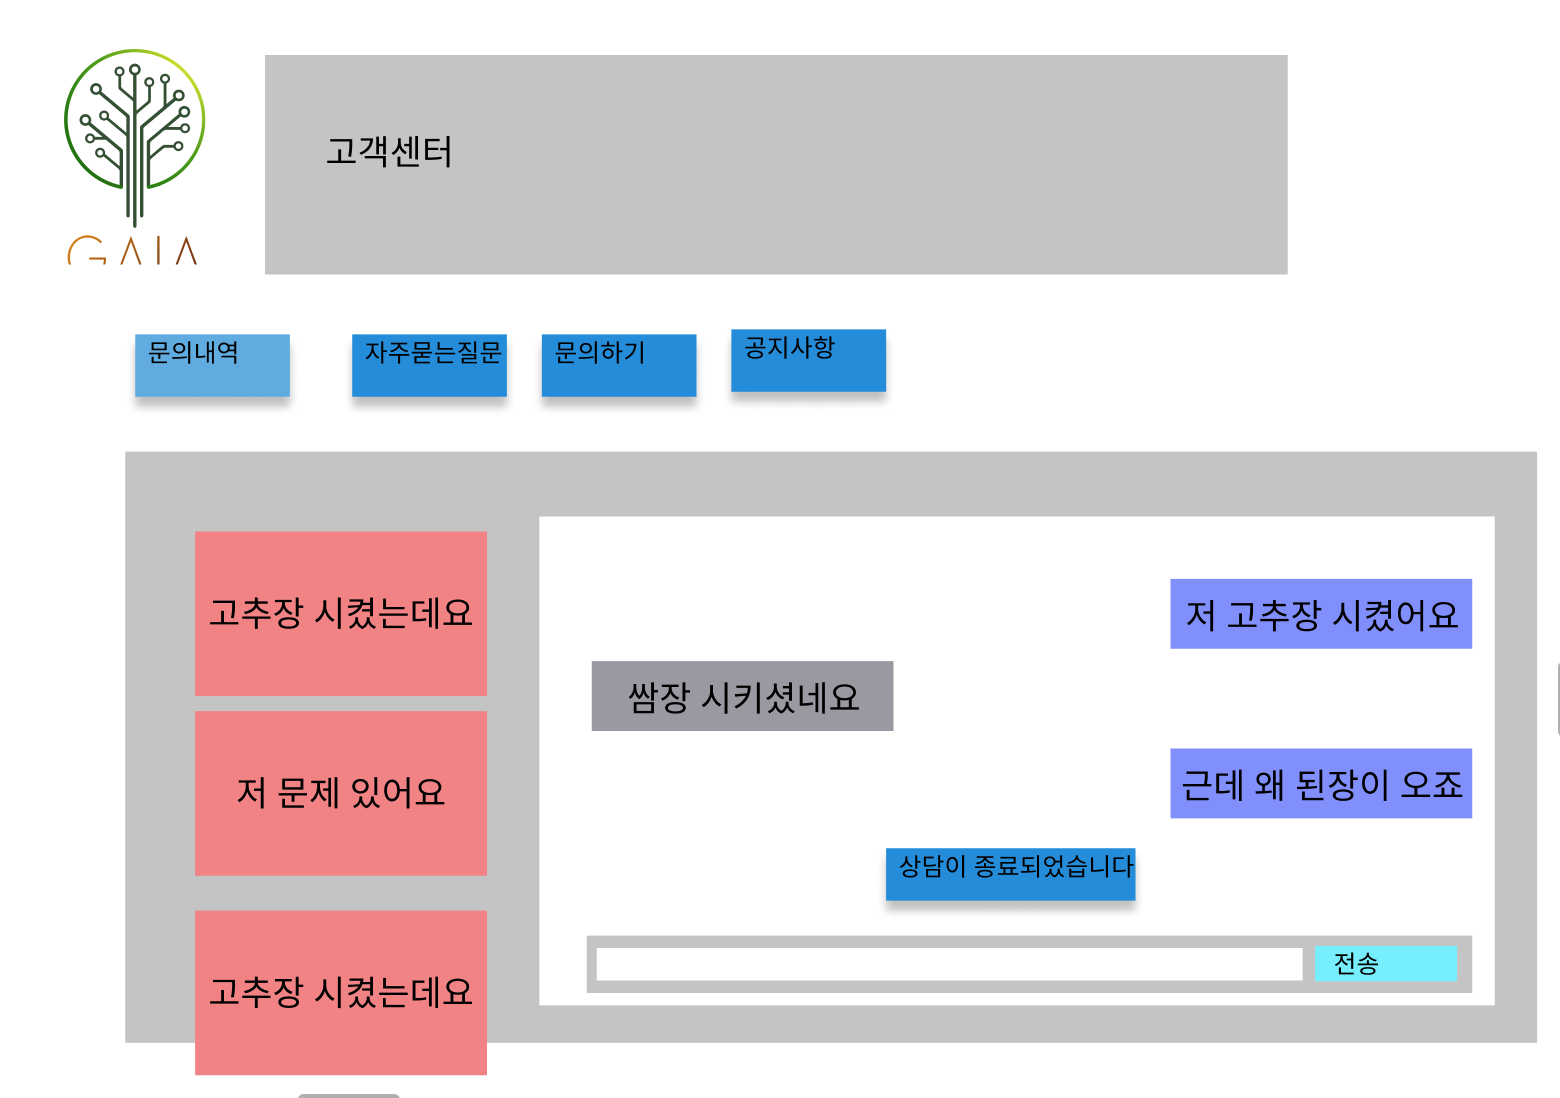 GAIA
고객센터
문의내역
자주묻는질문
문의하기
공지사항
고추장 시켰는데요
저 문제 있어요
고추장 시켰는데요
저 고추장 시켰어요
쌈장 시키셨네요
근데 왜 된장이 오죠
상담이 종료되었습니다
전송